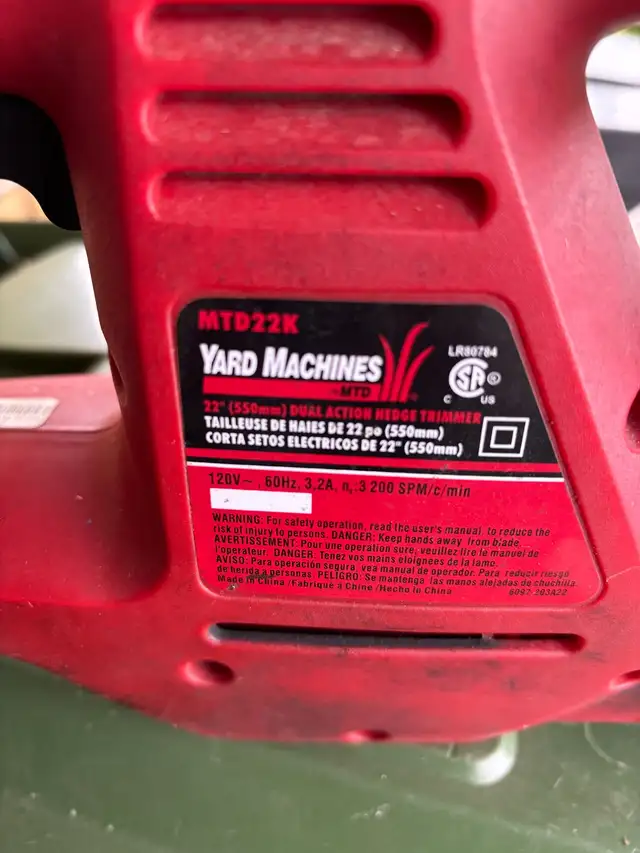 MTD22K
YARD MACHINES
MTD
LR80784
C SA US
®
22" (550mm) DUAL ACTION HEDGE TRIMMER
TAILLEUSE DE HAIES DE 22 po (550mm)
CORTA SETOS ELECTRICOS DE 22" (550mm)
120V~, 60Hz, 3.2A, n₀:3 200 SPM/c/min
WARNING: For safety operation, read the user's manual to reduce the
risk of injury to persons. DANGER: Keep hands away from blade.
AVERTISSEMENT: Pour une operation sure, veuillez lire le manuel de
l'operateur. DANGER: Tenez vos mains eloignees de la lame.
AVISO: Para operación segura, vea manual de operador. Para reducir riesgo
de herida a personas. PELIGRO: Se mantenga las manos alejadas de chuchilla.
Made in China /Fabriqué à Chine /Hecho In China
6097-203A22